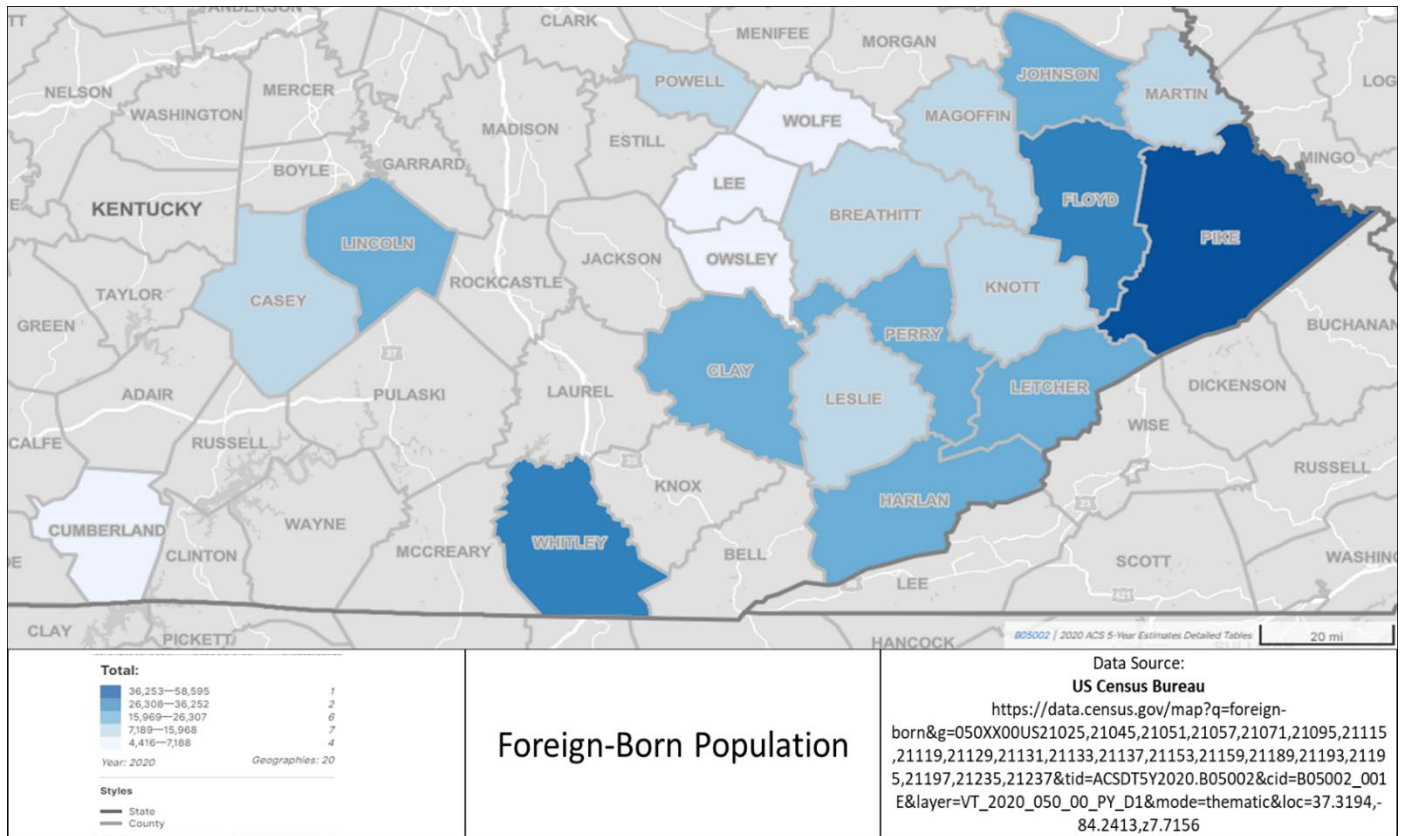 ANDERSON
CLARK
MENIFEE
MORGAN
JOHNSON
LOG
NELSON
MERCER
POWELL
MARTIN
WASHINGTON
MADISON
WOLFE
MAGOFFIN
ESTILL
BOYLE
GARRARD
MINGO
LEE
KENTUCKY
BREATHITT
FLOYD
PIKE
LINCOLN
JACKSON
OWSLEY
ROCKCASTLE
TAYLOR
CASEY
KNOTT
GREEN
BUCHANAN
27
PERRY
CLAY
LETCHER
DICKENSON
ADAIR
PULASKI
LAUREL
LESLIE
CALFE
RUSSELL
WISE
25
RUSSELL
KNOX
HARLAN
23
CUMBERLAND
WAYNE
WHITLEY
CLINTON
MCCREARY
BELL
SCOTT
WASHING
DE
LEE
421
CLAY
PICKETT
HANCOCK
B05002 | 2020 ACS 5-Year Estimates Detailed Tables
20 mi
Total:
36,253—58,595 1
26,308—36,252 2
15,969—26,307 6
7,189—15,968 7
4,416—7,188 4
Year: 2020 Geographies: 20
Styles
State
County
Foreign-Born Population
Data Source:
US Census Bureau
https://data.census.gov/map?q=foreign-
born&g=050XX00US21025,21045,21051,21057,21071,21095,21115
,21119,21129,21131,21133,21137,21153,21159,21189,21193,2119
5,21197,21235,21237&tid=ACSDT5Y2020.B05002&cid=B05002_001
E&layer=VT_2020_050_00_PY_D1&mode=thematic&loc=37.3194,-
84.2413,z7.7156